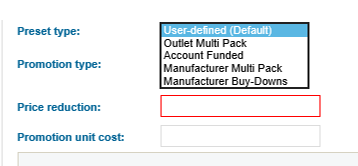 Preset type:
User-defined (Default)
Outlet Multi Pack
Account Funded
Manufacturer Multi Pack
Manufacturer Buy-Downs
Promotion type:
Price reduction:
Promotion unit cost: